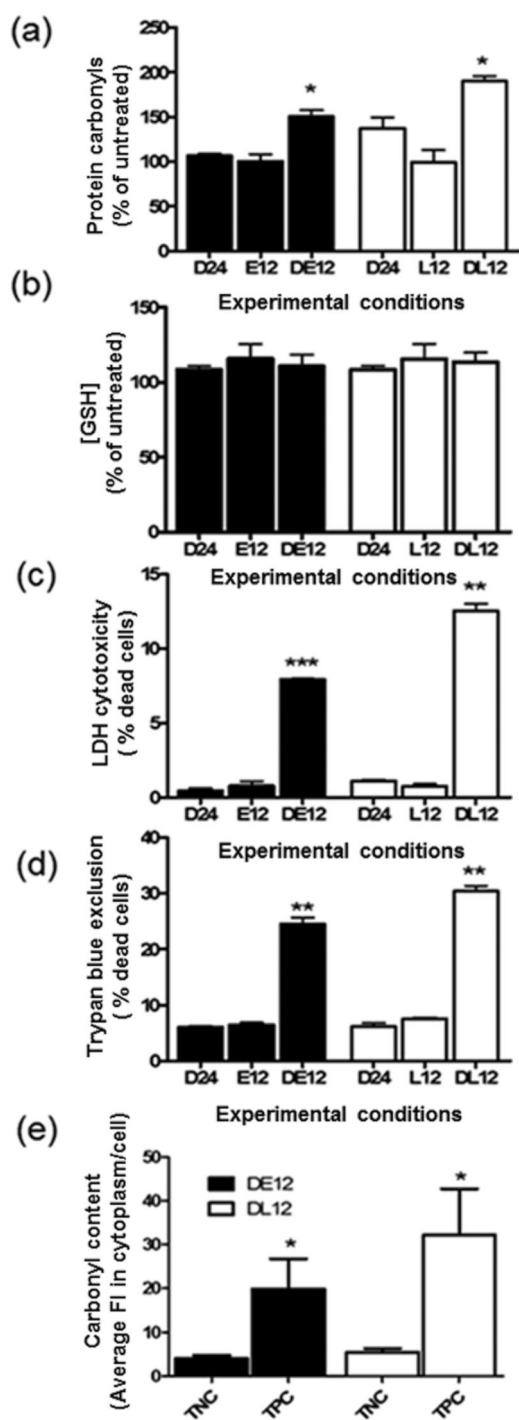 (a)
Protein carbonyls
(% of untreated)
250
200
150
100
50
0
*
*
D24 E12 DE12 D24 L12 DL12
Experimental conditions
(b)
[GSH]
(% of untreated)
150
100
50
0
D24 E12 DE12 D24 L12 DL12
Experimental conditions
(c)
LDH cytotoxicity
( % dead cells)
15
10
5
0
***
**
D24 E12 DE12 D24 L12 DL12
Experimental conditions
(d)
Trypan blue exclusion
( % dead cells)
40
30
20
10
0
**
**
D24 E12 DE12 D24 L12 DL12
Experimental conditions
(e)
Carbonyl content
(Average FI in cytoplasm/cell)
50
40
30
20
10
0
DE12
DL12
*
*
TNC TPC TNC TPC